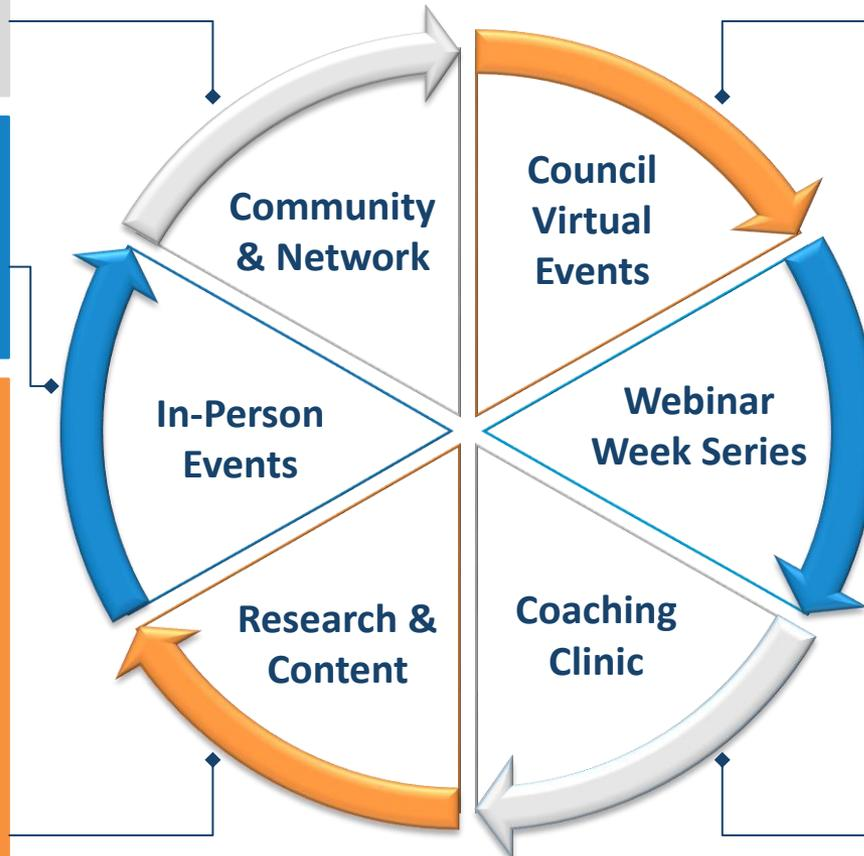 Community
& Network
Council
Virtual
Events
In-Person
Events
Webinar
Week Series
Research &
Content
Coaching
Clinic